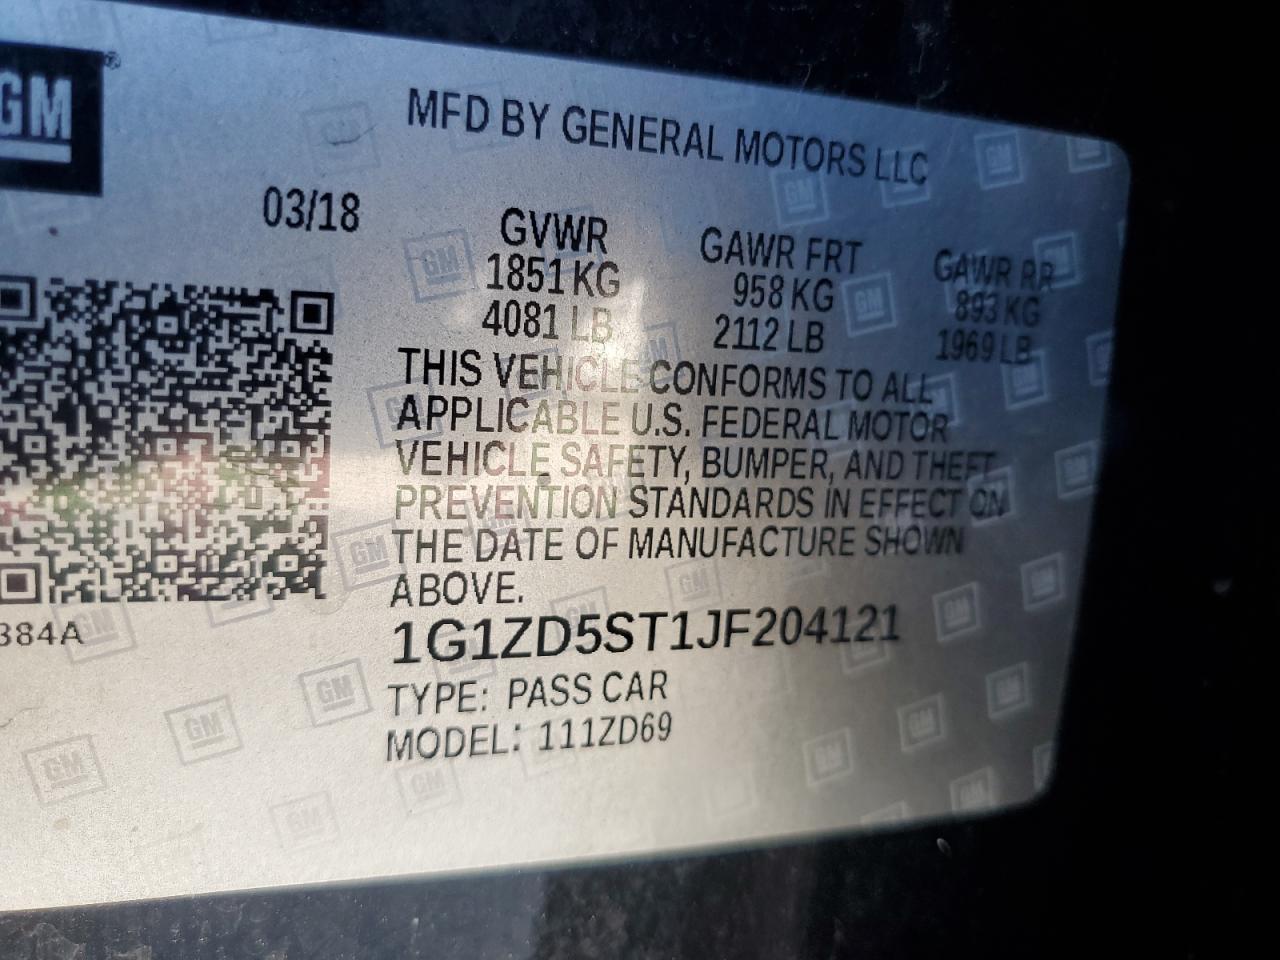 GM
MFD BY GENERAL MOTORS LLC
03/18
GVWR GAWR FRT GAWR RR
1851 KG 958 KG 893 KG
4081 LB 2112 LB 1969 LB
THIS VEHICLE CONFORMS TO ALL
APPLICABLE U.S. FEDERAL MOTOR
VEHICLE SAFETY, BUMPER, AND THEFT
PREVENTION STANDARDS IN EFFECT ON
THE DATE OF MANUFACTURE SHOWN
ABOVE.
384A
1G1ZD5ST1JF204121
TYPE: PASS CAR
MODEL: 111ZD69